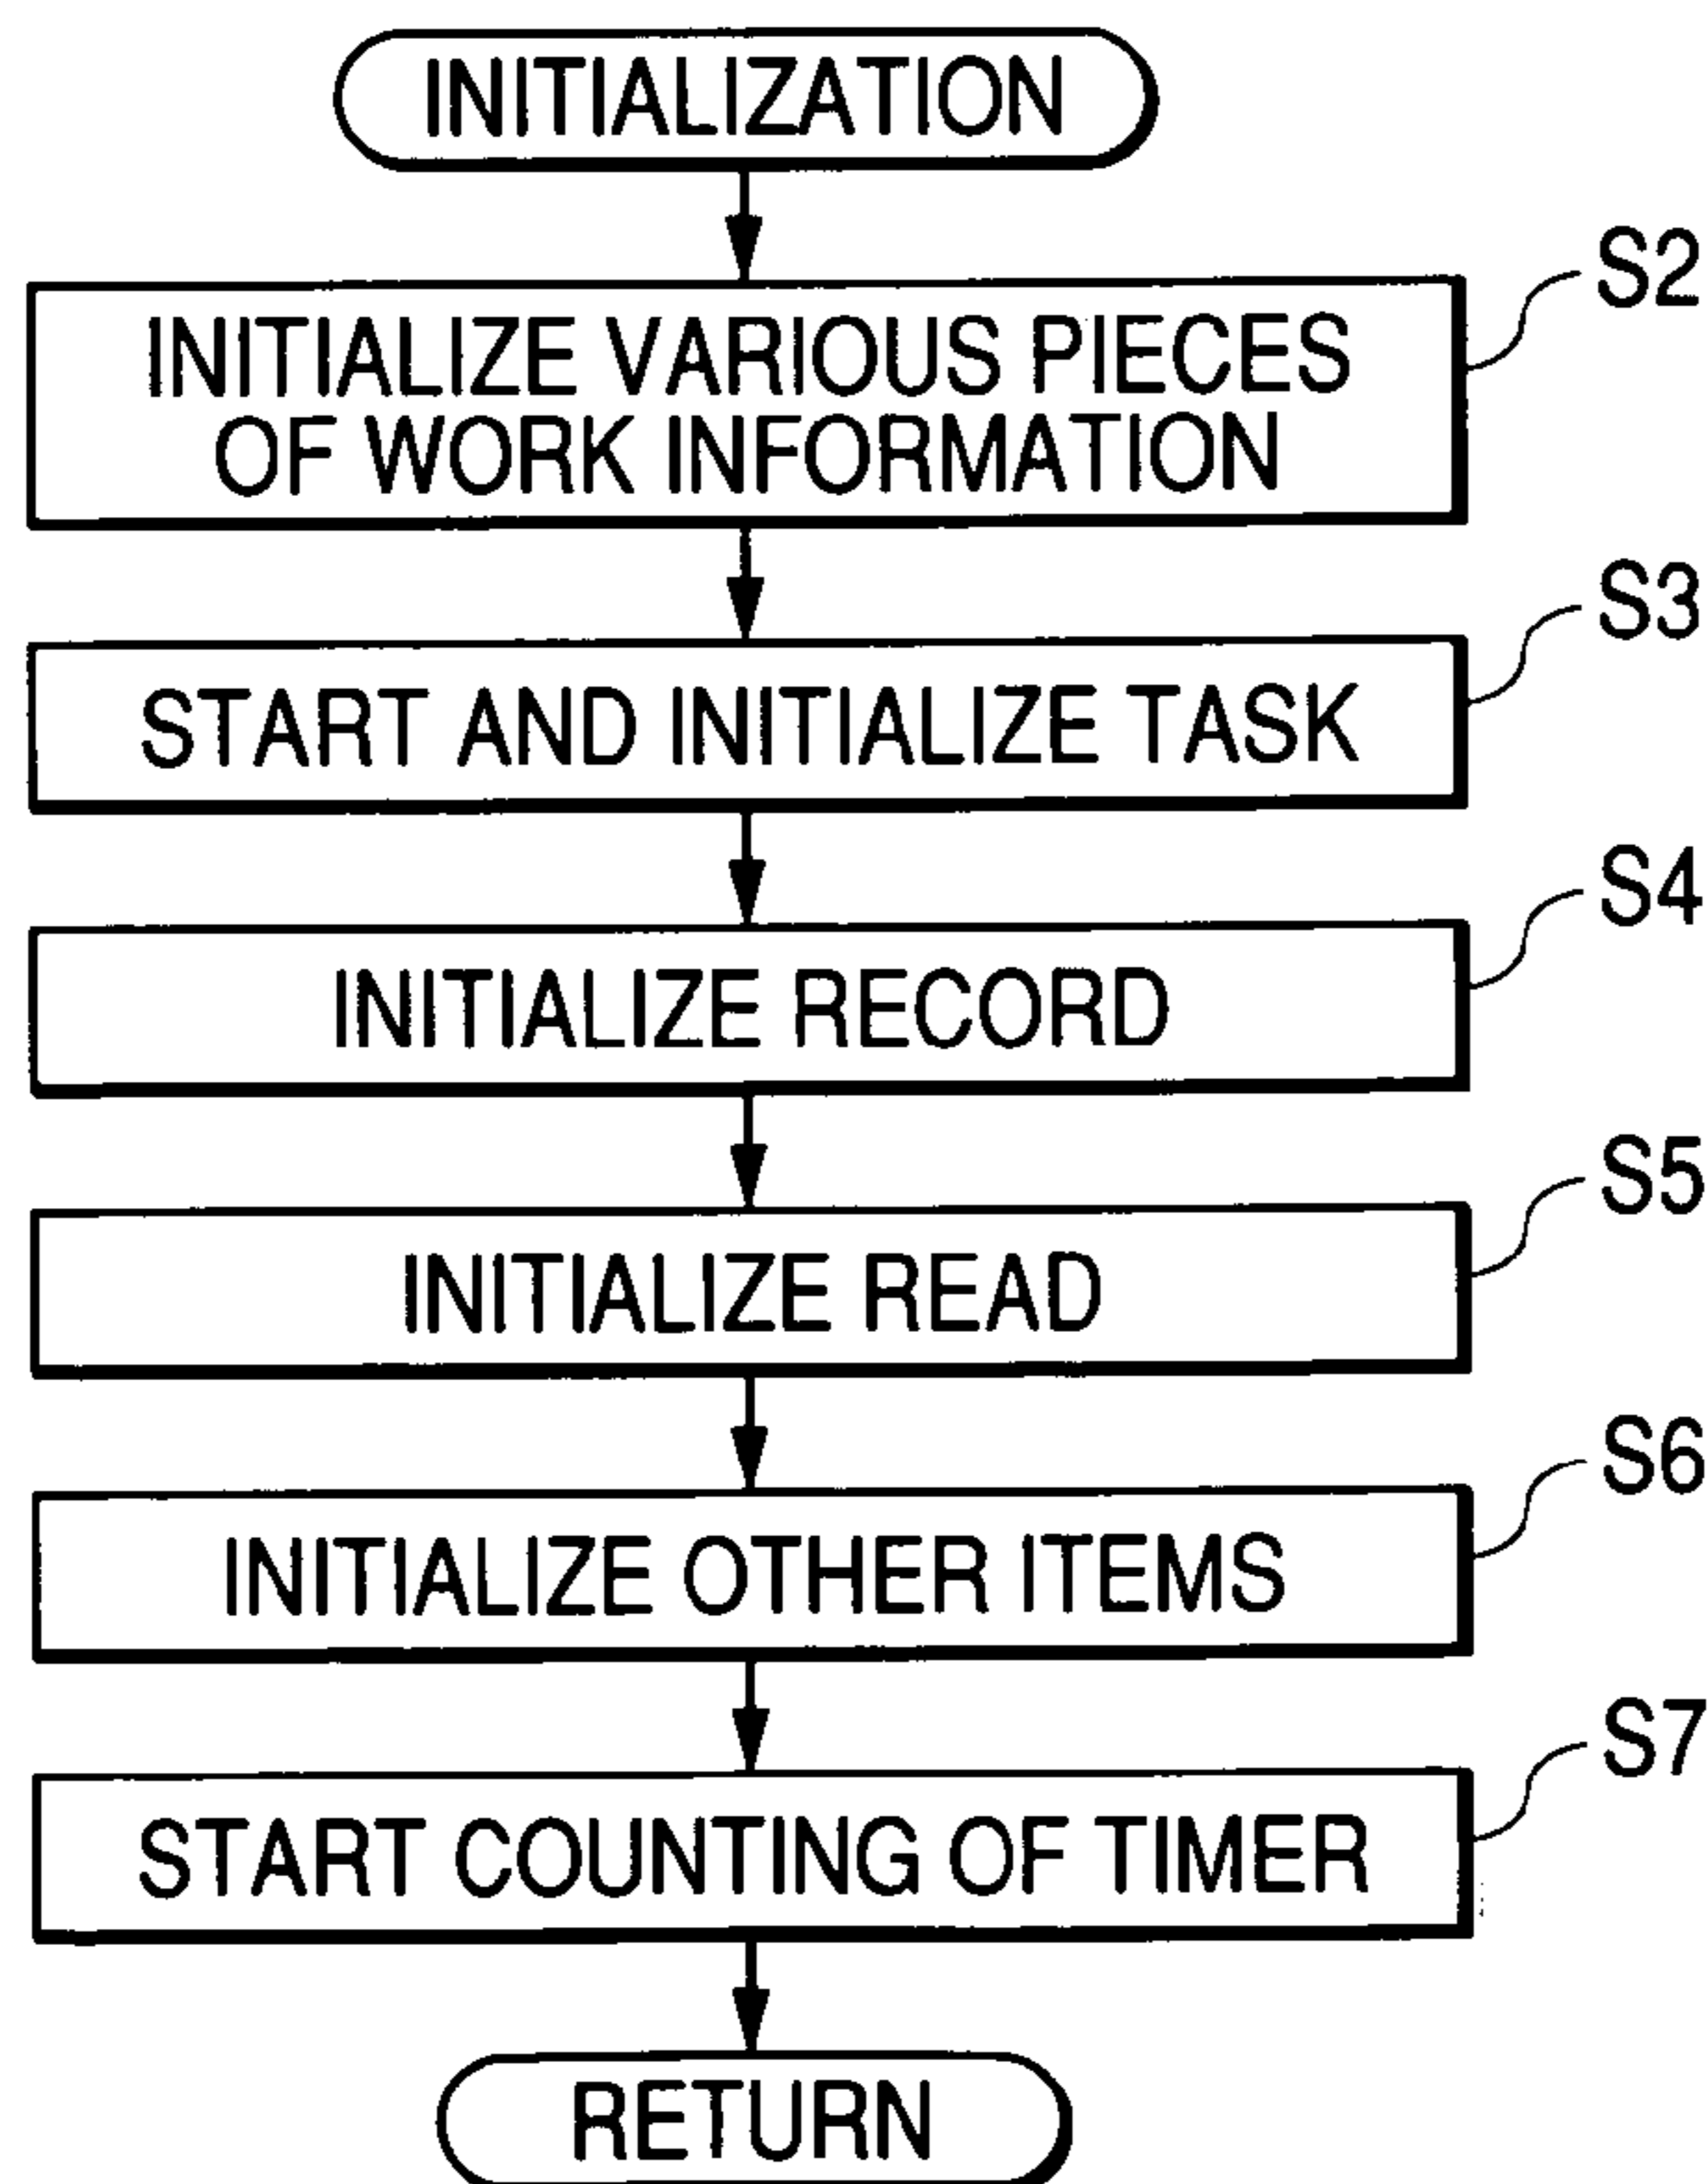 INITIALIZATION
S2
INITIALIZE VARIOUS PIECES
OF WORK INFORMATION
S3
START AND INITIALIZE TASK
S4
INITIALIZE RECORD
S5
INITIALIZE READ
S6
INITIALIZE OTHER ITEMS
S7
START COUNTING OF TIMER
RETURN